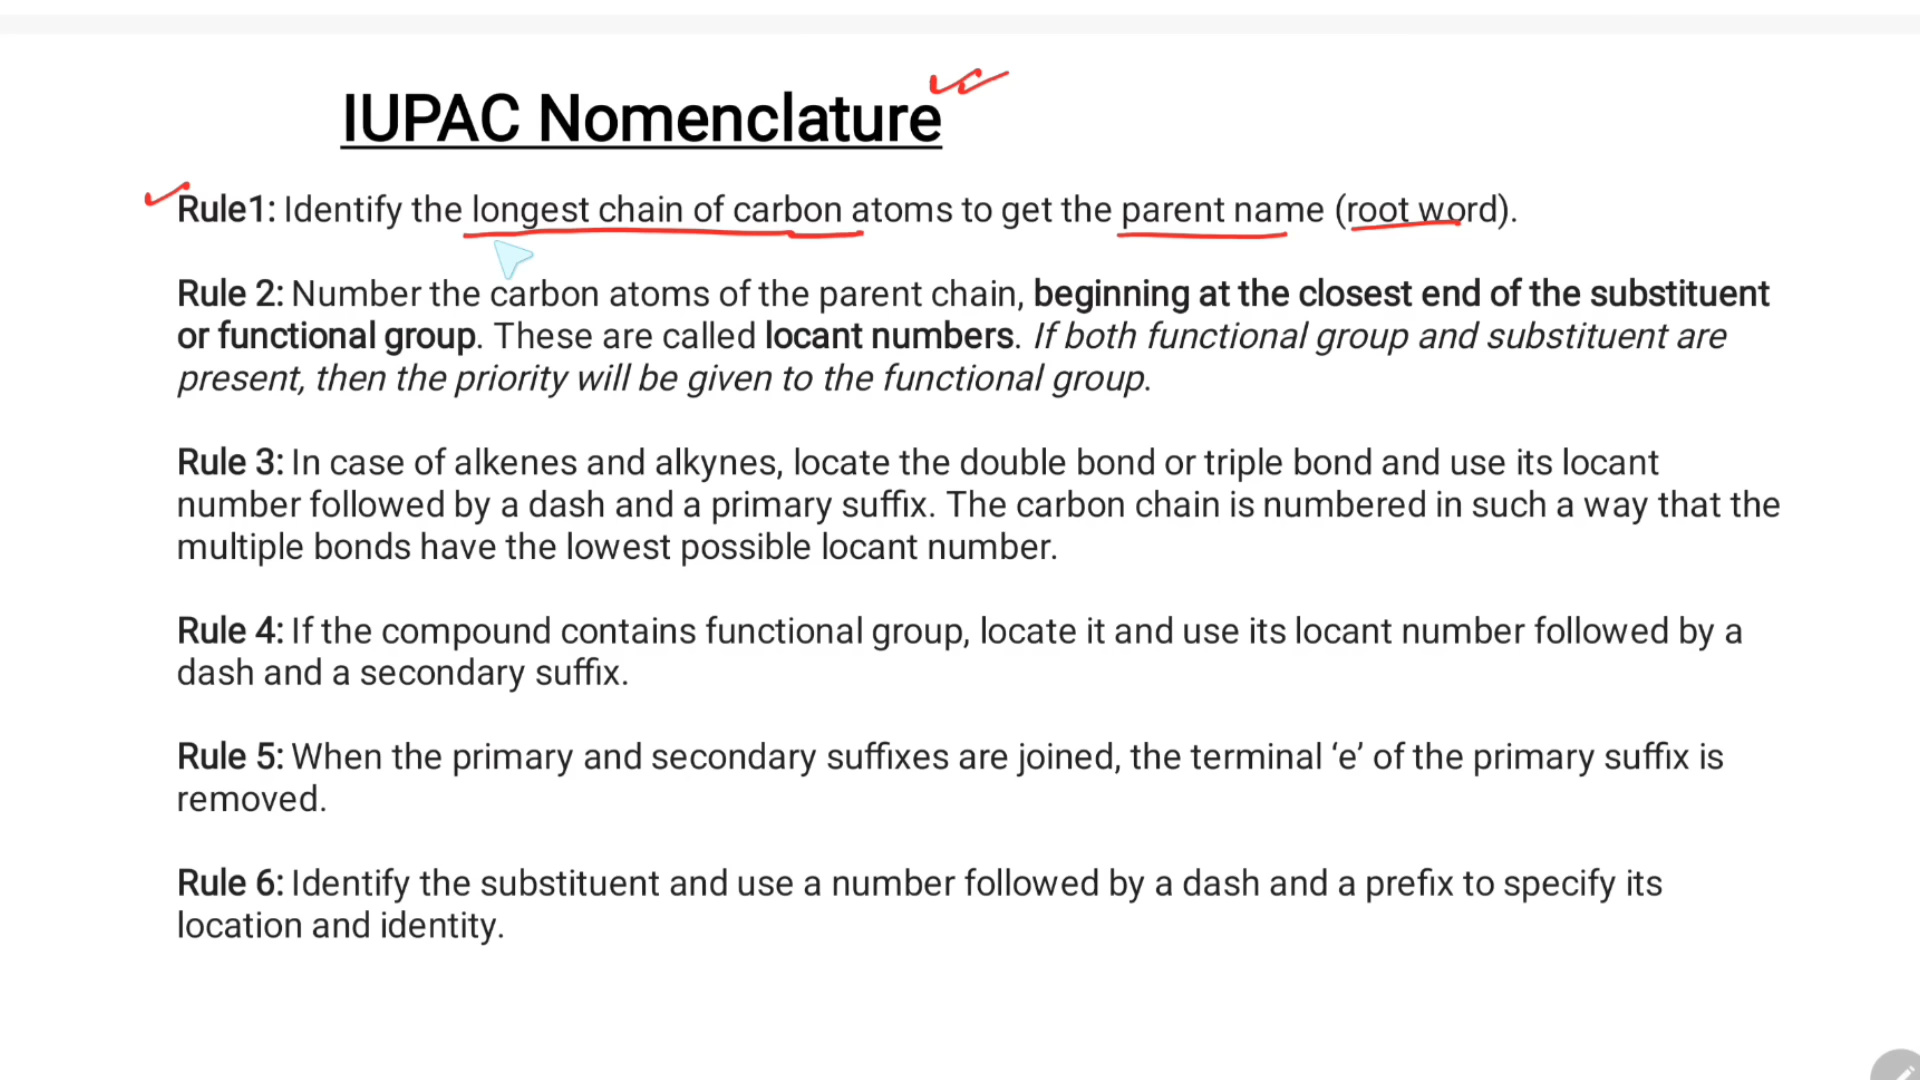 IUPAC Nomenclature
Rule1: Identify the longest chain of carbon atoms to get the parent name (root word).
Rule 2: Number the carbon atoms of the parent chain, beginning at the closest end of the substituent
or functional group. These are called locant numbers. If both functional group and substituent are
present, then the priority will be given to the functional group.
Rule 3: In case of alkenes and alkynes, locate the double bond or triple bond and use its locant
number followed by a dash and a primary suffix. The carbon chain is numbered in such a way that the
multiple bonds have the lowest possible locant number.
Rule 4: If the compound contains functional group, locate it and use its locant number followed by a
dash and a secondary suffix.
Rule 5: When the primary and secondary suffixes are joined, the terminal ‘e’ of the primary suffix is
removed.
Rule 6: Identify the substituent and use a number followed by a dash and a prefix to specify its
location and identity.